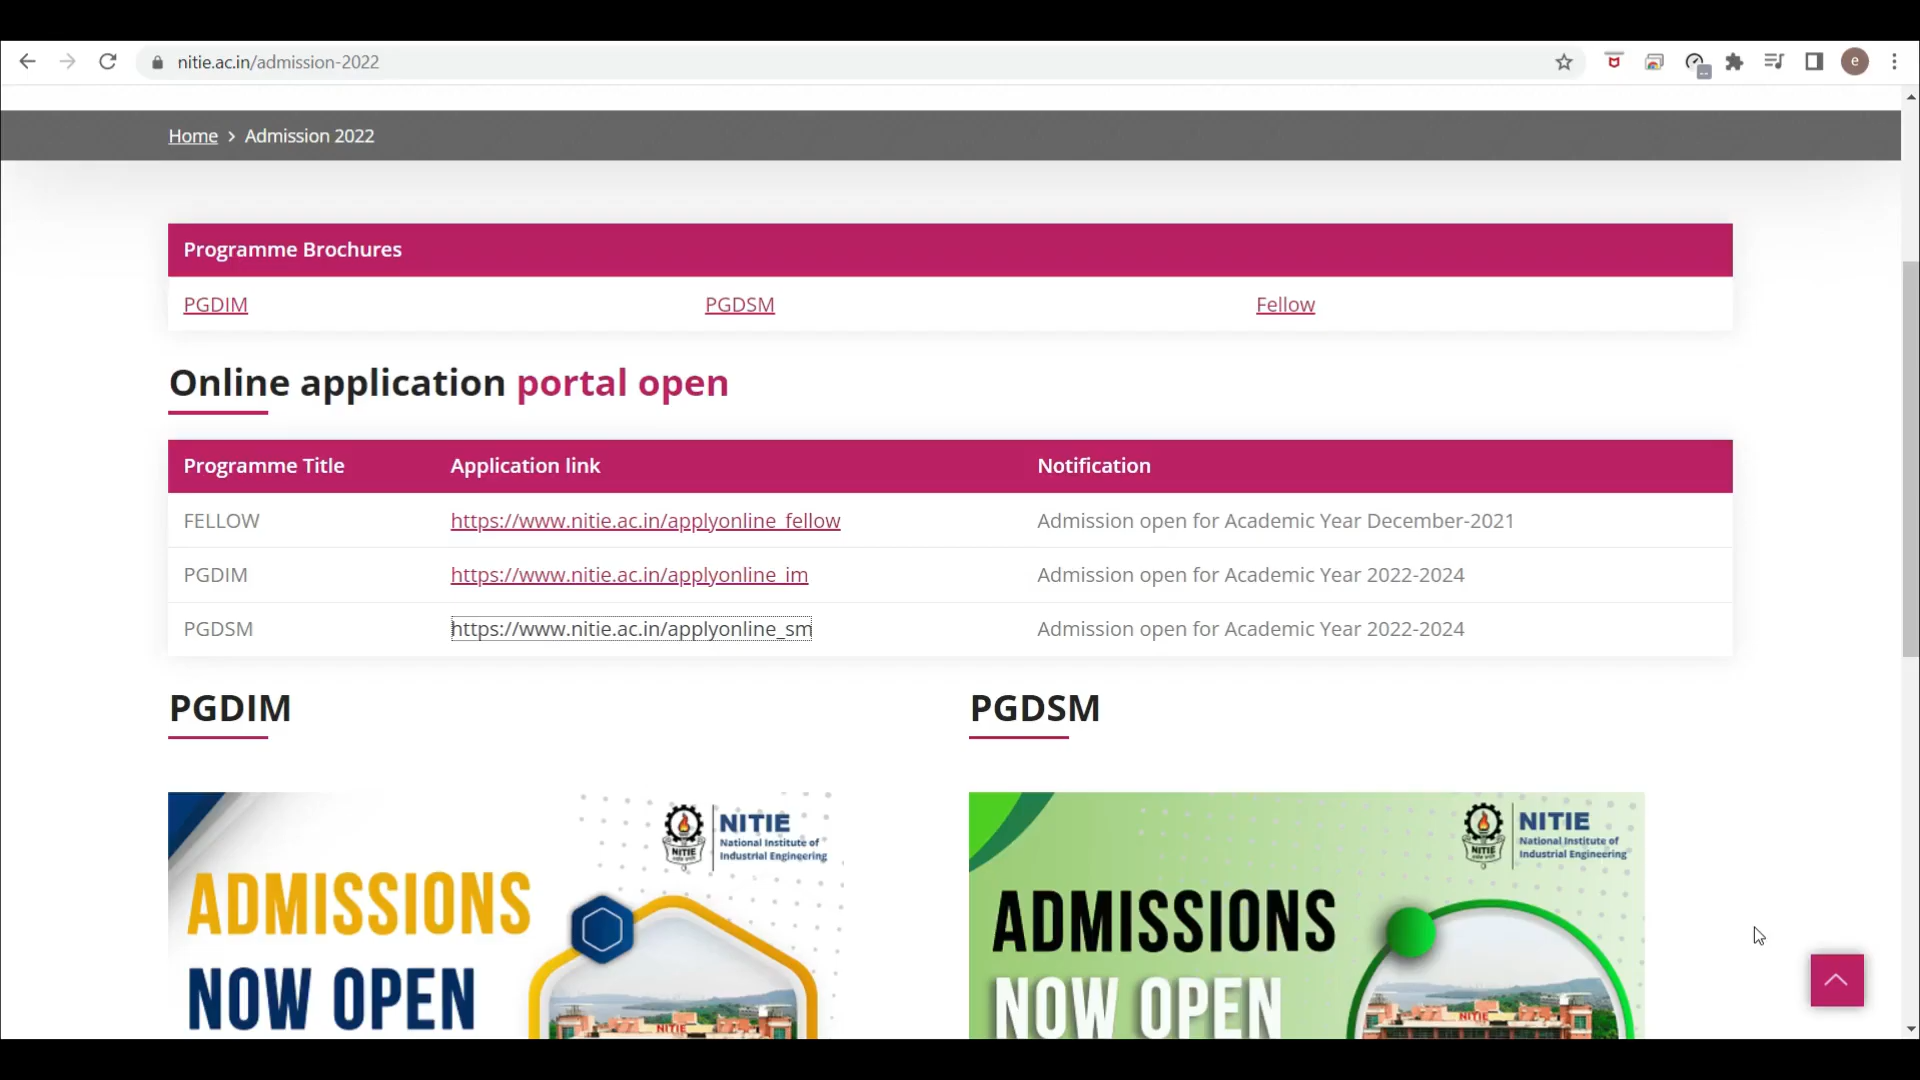 nitie.ac.in/admission-2022
e
Home > Admission 2022
Programme Brochures
PGDIM PGDSM Fellow
Online application portal open
Programme Title Application link Notification
FELLOW https://www.nitie.ac.in/applyonline_fellow Admission open for Academic Year December-2021
PGDIM https://www.nitie.ac.in/applyonline_im Admission open for Academic Year 2022-2024
PGDSM https://www.nitie.ac.in/applyonline_sm Admission open for Academic Year 2022-2024
PGDIM
PGDSM
NITIE
NITIE
National Institute of
Industrial Engineering
ADMISSIONS
NOW OPEN
NITIE
NITIE
NITIE
National Institute of
Industrial Engineering
ADMISSIONS
NOW OPEN
NITIE